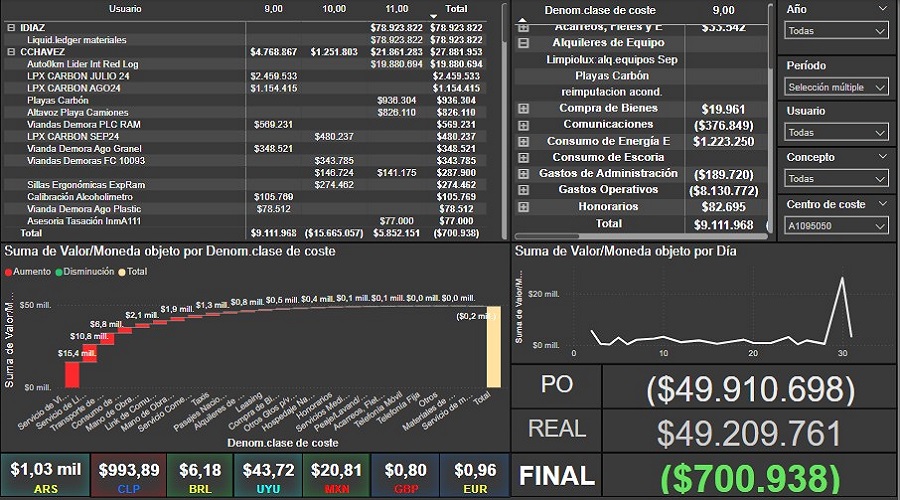 Usuario 9,00 10,00 11,00 Total
IDIAZ $78.923.822 $78.923.822
Liquid.ledger materiales $78.923.822 $78.923.822
CCHAVEZ $4.768.867 $1.251.803 $21.861.283 $27.881.953
Auto0km Lider Int Red Log $19.880.694 $19.880.694
LPX CARBON JULIO 24 $2.459.533 $2.459.533
LPX CARBON AGO24 $1.154.415 $1.154.415
Playas Carbón $936.304 $936.304
Altavoz Playa Camiones $826.110 $826.110
Viandas Demora PLC RAM $569.231 $569.231
LPX CARBON SEP24 $480.237 $480.237
Vianda Demora Ago Granel $348.521 $348.521
Viandas Demoras FC 10093 $343.785 $343.785
$146.724 $141.175 $287.900
Sillas Ergonómicas ExpRam $274.462 $274.462
Calibración Alcoholimetro $105.769 $105.769
Vianda Demora Ago Plastic $78.512 $78.512
Asesoria Tasación InmA111 $77.000 $77.000
Total $9.111.968 ($15.665.057) $5.852.151 ($700.938)
Denom.clase de coste 9,00
Acarreos, Fletes y E $33.542
Alquileres de Equipo
Limpiolux alq.equipos Sep
Playas Carbón
reimputacion acond.
Compra de Bienes $19.961
Comunicaciones ($376.849)
Consumo de Energía E $1.223.250
Consumo de Escoria
Gastos de Administración ($189.720)
Gastos Operativos ($8.130.772)
Honorarios $82.695
Total $9.111.968
Año
Todas
Período
Selección múltiple
Usuario
Todas
Concepto
Todas
Centro de coste
A1095050
Suma de Valor/Moneda objeto por Denom.clase de coste
Aumento Disminución Total
Suma de Valor/M...
$50 mill.
$0 mill.
$15,4 mill.
$10,8 mill.
$6,8 mill.
$2,1 mill.
$1,9 mill.
$1,3 mill.
$0,8 mill.
$0,5 mill.
$0,4 mill.
$0,1 mill.
$0,1 mill.
$0,0 mill.
$0,0 mill.
($0,2 mill.)
Servicio de Vi...
Servicio de Li...
Transporte de ...
Consumo de...
Mano de Obra...
Link de Comu...
Mano de Obra...
Servicio Come...
Taxis
Pasajes Nacio...
Alquileres de ...
Leasing
Compra de Bi...
Otros Glos p/v...
Hospedaje Na...
Honorarios
Servicios Medi...
Peaje/Lavand/...
Acarreos, Flet...
Telefonía Móvil
Telefonía Fija
Otros
Materiales de ...
Servicio de m...
Total
Denom.clase de coste
Suma de Valor/Moneda objeto por Día
Suma de Valor/M...
$20 mill.
$0 mill.
0 10 20 30
PO ($49.910.698)
REAL $49.209.761
FINAL ($700.938)
$1,03 mil $993,89 $6,18 $43,72 $20,81 $0,80 $0,96
ARS CLP BRL UYU MXN GBP EUR